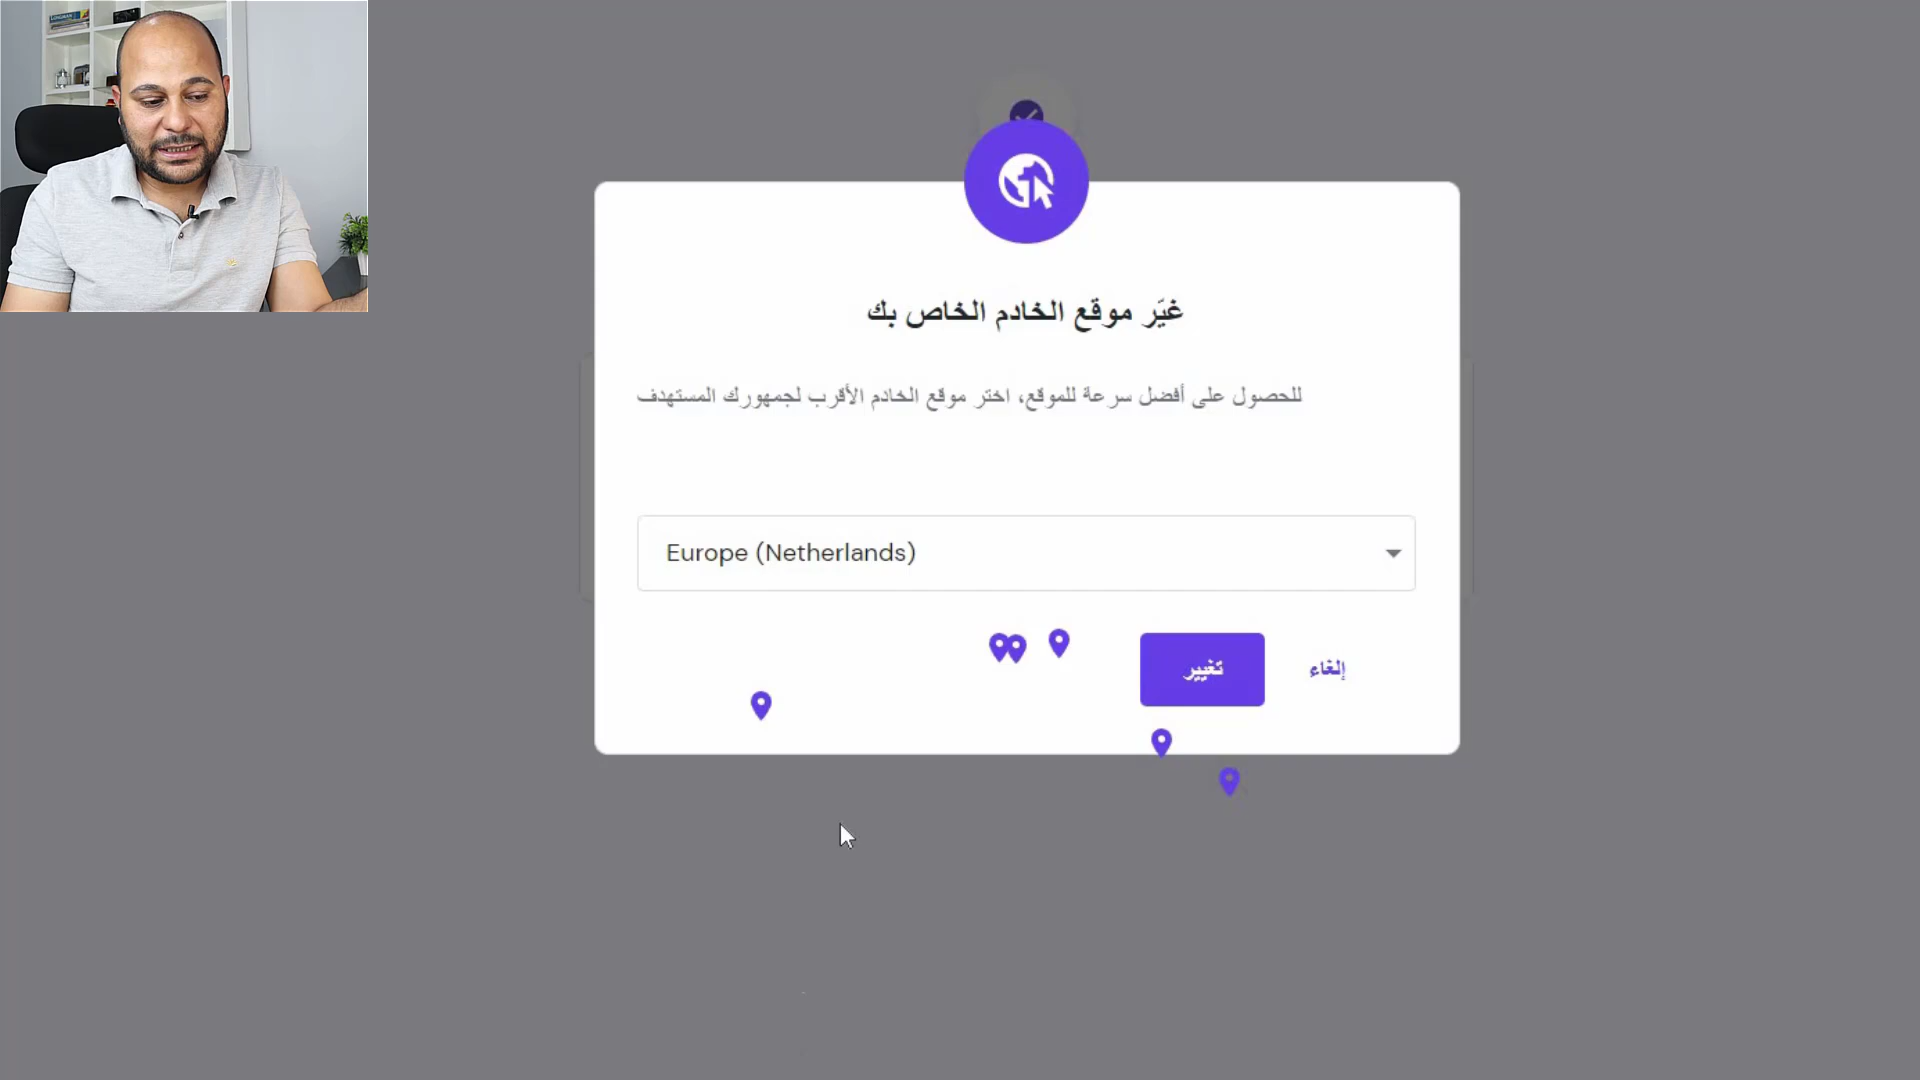 غيّر موقع الخادم الخاص بك
للحصول على أفضل سرعة للموقع، اختر موقع الخادم الأقرب لجمهورك المستهدف
Europe (Netherlands)
تغيير
إلغاء